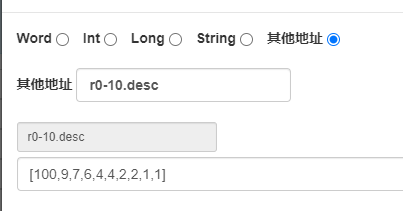 Word Int Long String 其他地址
其他地址 r0-10.desc
r0-10.desc
[100,9,7,6,4,4,2,2,1,1]